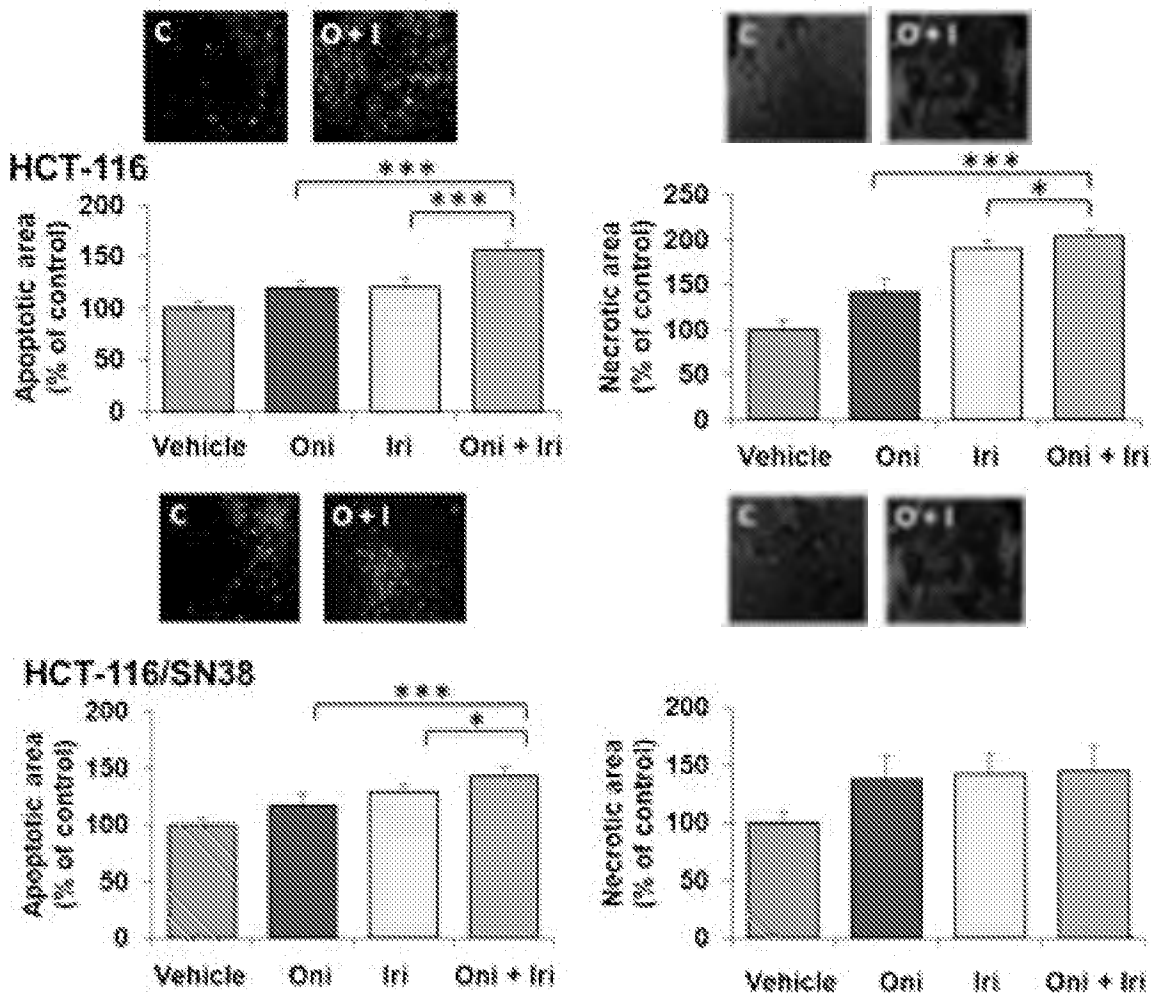 C
O + I
C
O + I
HCT-116
***
***
Apoptotic area
(% of control)
200
150
100
50
0
Vehicle Oni Iri Oni + Iri
***
*
Necrotic area
(% of control)
250
200
150
100
50
0
Vehicle Oni Iri Oni + Iri
C
O + I
C
O + I
HCT-116/SN38
***
*
Apoptotic area
(% of control)
200
150
100
50
0
Vehicle Oni Iri Oni + Iri
Necrotic area
(% of control)
200
150
100
50
0
Vehicle Oni Iri Oni + Iri